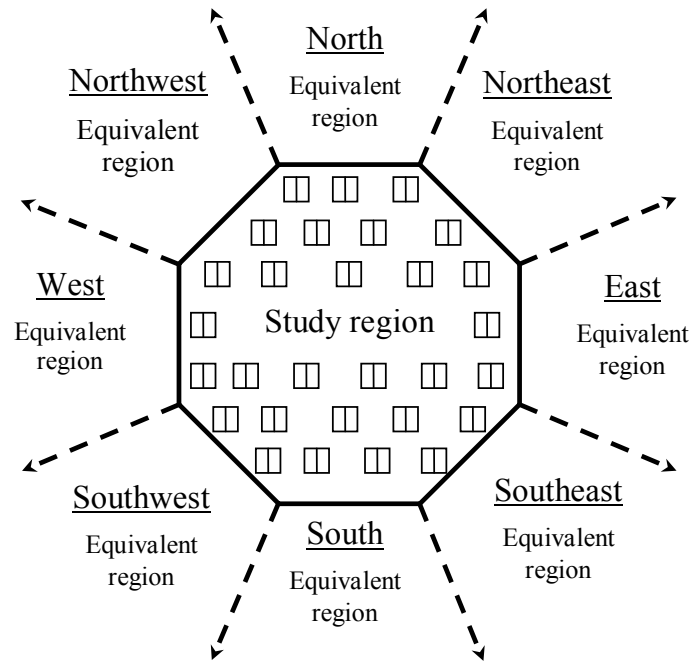 North
Equivalent
region
Northwest
Equivalent
region
Northeast
Equivalent
region
West
Equivalent
region
Study region
East
Equivalent
region
Southwest
Equivalent
region
South
Equivalent
region
Southeast
Equivalent
region